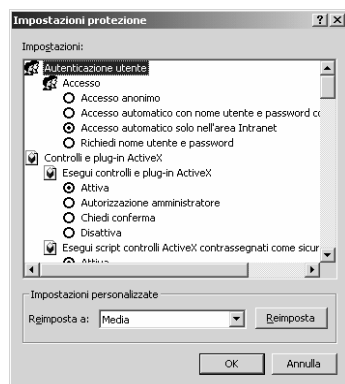 Impostazioni protezione
Impostazioni:
Autenticazione utente
Accesso
Accesso anonimo
Accesso automatico con nome utente e password
Accesso automatico solo nell'area Intranet
Richiedi nome utente e password
Controlli e plug-in ActiveX
Esegui controlli e plug-in ActiveX
Attiva
Autorizzazione amministratore
Chiedi conferma
Disattiva
Esegui script controlli ActiveX contrassegnati come sicur
Attiva
Impostazioni personalizzate
Reimposta a: Media Reimposta
OK Annulla